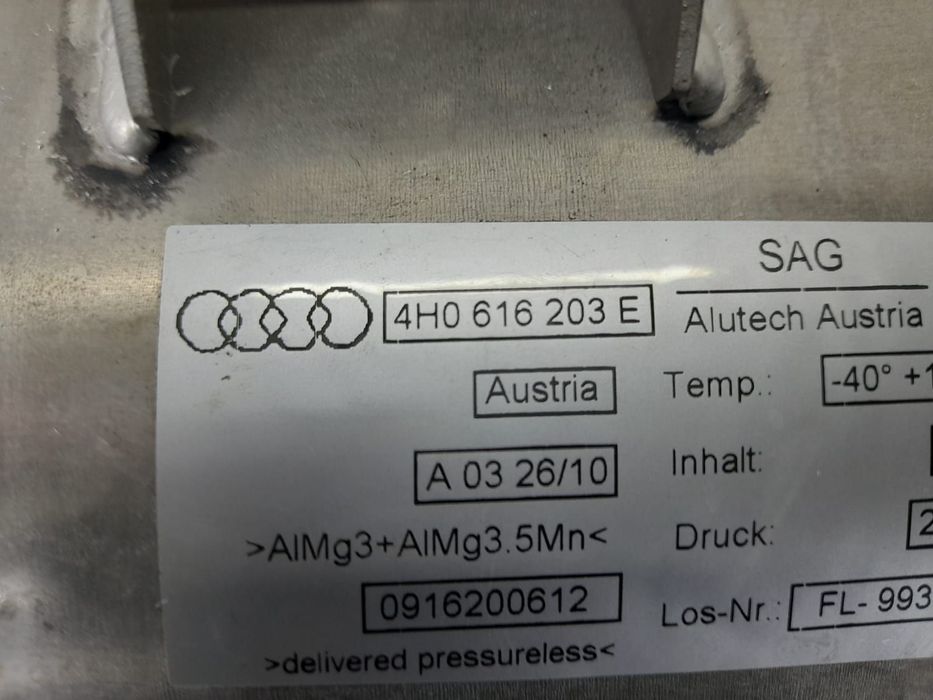 SAG
4H0 616 203 E
Alutech Austria
Austria
Temp.: -40° +1
A 03 26/10
Inhalt:
>AlMg3+AlMg3.5Mn<
Druck: 2
0916200612
Los-Nr.: FL- 993
>delivered pressureless<